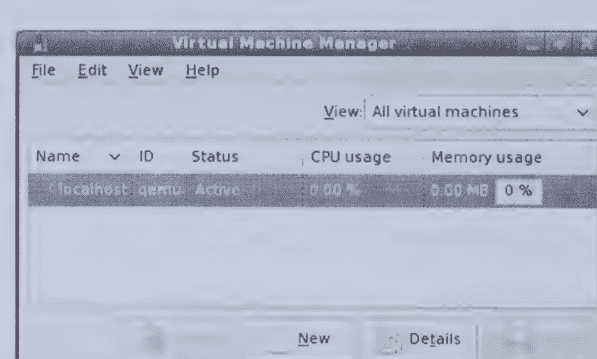 Virtual Machine Manager
File Edit View Help
View: All virtual machines
Name ID Status CPU usage Memory usage
localhost qemu Active 0.00 % 0.00 MB 0 %
New Details